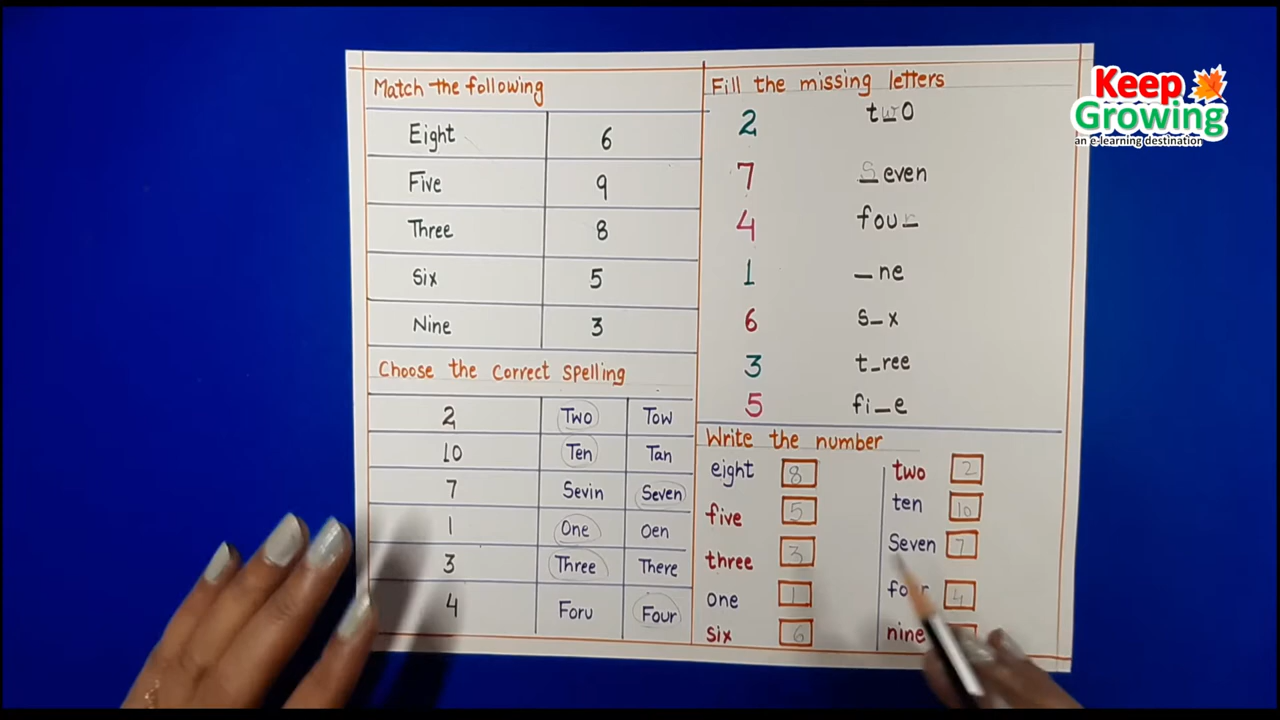 Match the following
Eight 6
Five 9
Three 8
Six 5
Nine 3
Choose the correct spelling
2 Two Tow
10 Ten Tan
7 Sevin Seven
1 One Oen
3 Three There
4 Foru Four
Fill the missing letters
2 two
7 Seven
4 four
1 _ne
6 s_x
3 t_ree
5 fi_e
Write the number
eight 8
five 5
three 3
one 1
six 6
two 2
ten 10
Seven 7
four 4
nine
Keep
Growing
an e-learning destination